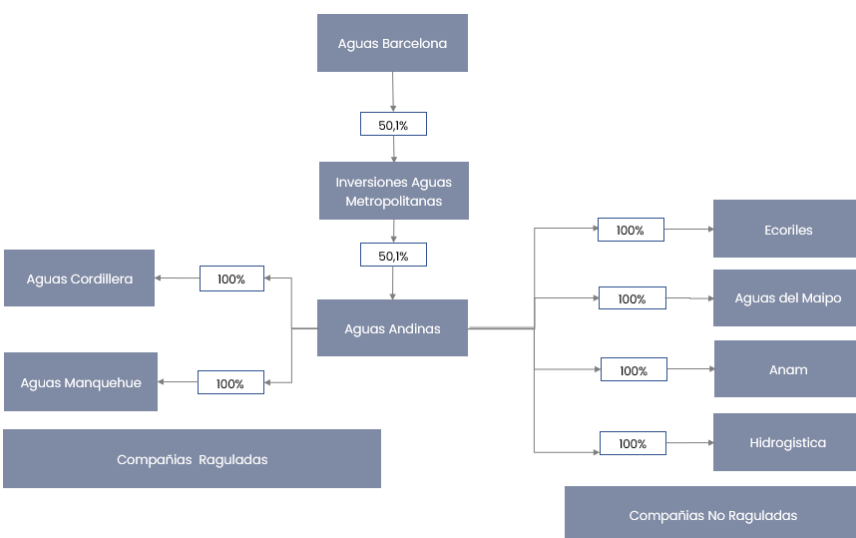 Aguas Barcelona
50,1%
Inversiones Aguas
Metropolitanas
50,1%
Aguas Andinas
Aguas Cordillera
100%
Aguas Manquehue
100%
Compañias Raguladas
100%
Ecoriles
100%
Aguas del Maipo
100%
Anam
100%
Hidrogistica
Compañias No Raguladas